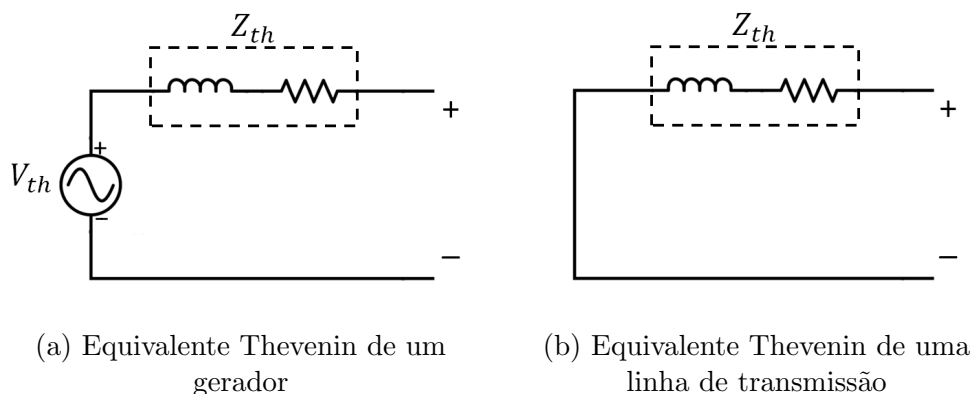 Z_th
Z_th
+
+
+
V_th
−
−
−
(a) Equivalente Thevenin de um
gerador
(b) Equivalente Thevenin de uma
linha de transmissão